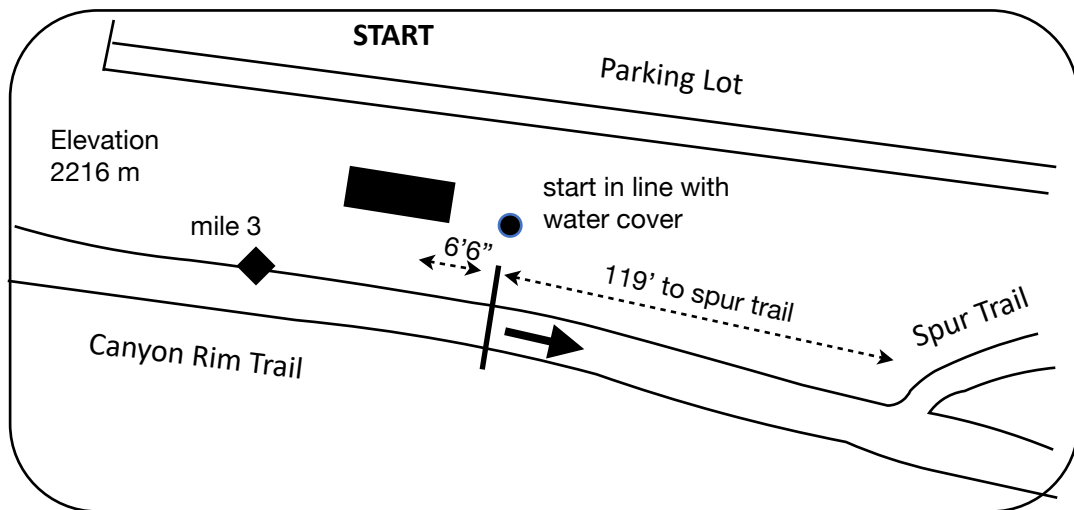 START
Parking Lot
Elevation
2216 m
start in line with
water cover
mile 3
6’6”
119’ to spur trail
Spur Trail
Canyon Rim Trail